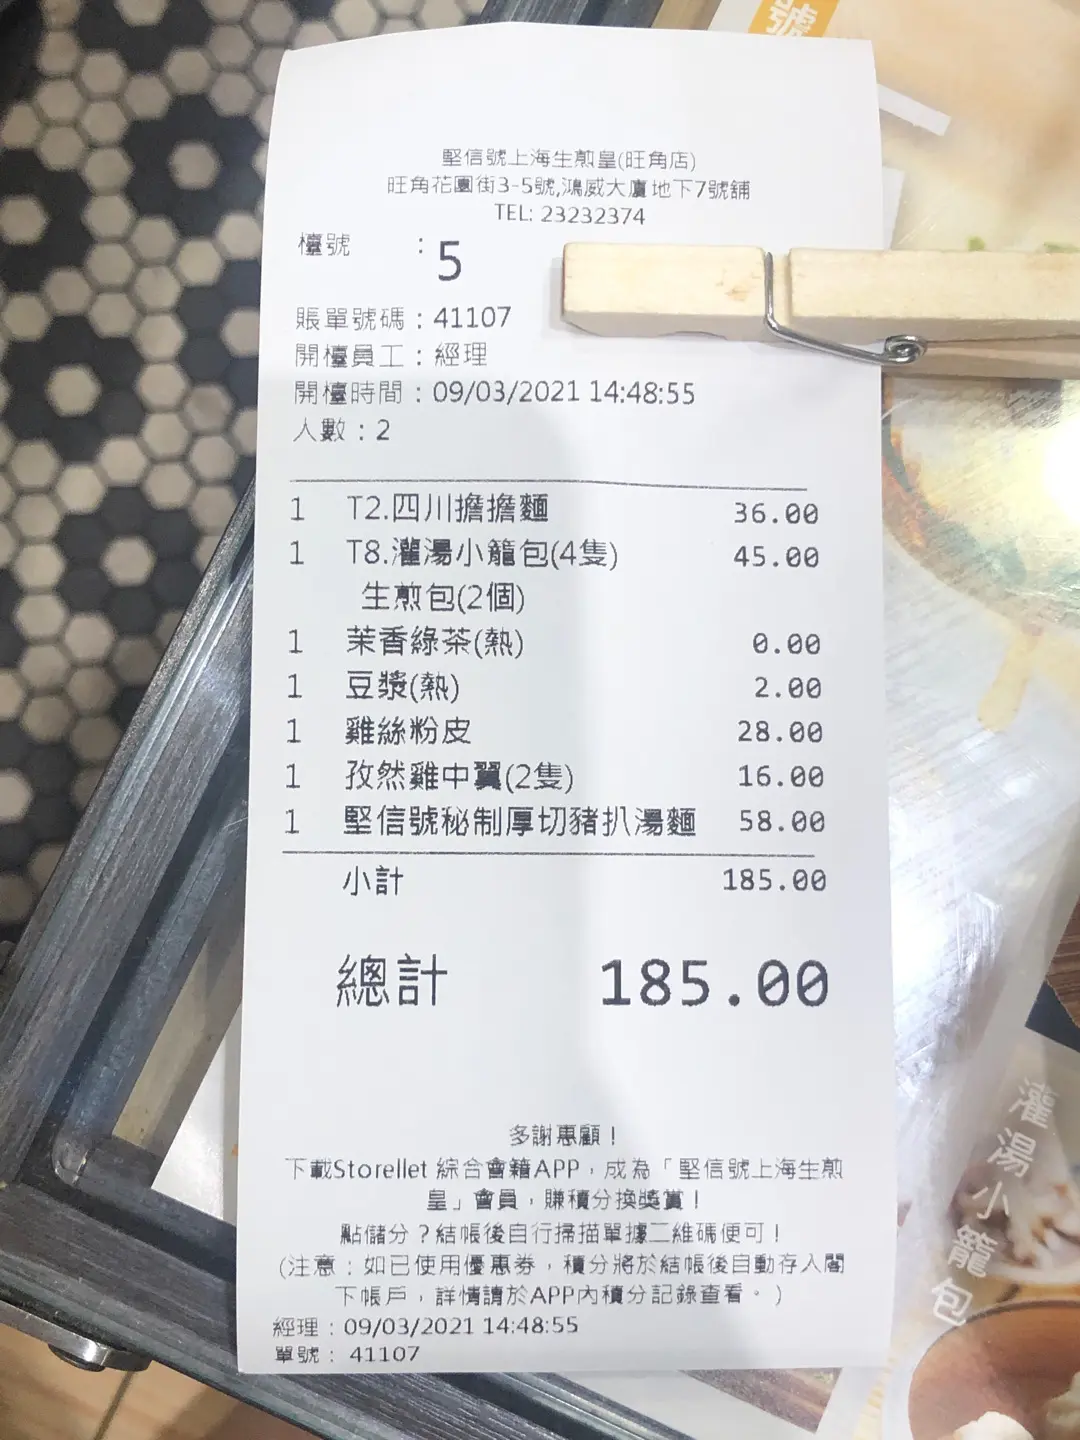 堅信號上海生煎皇(旺角店)
旺角花園街3-5號,鴻威大廈地下7號舖
TEL: 23232374
檯號 : 5
賬單號碼 : 41107
開檯員工 : 經理
開檯時間 : 09/03/2021 14:48:55
人數 : 2
1 T2.四川擔擔麵 36.00
1 T8.灌湯小籠包(4隻) 45.00
生煎包(2個)
1 茉香綠茶(熱) 0.00
1 豆漿(熱) 2.00
1 雞絲粉皮 28.00
1 孜然雞中翼(2隻) 16.00
1 堅信號秘制厚切豬扒湯麵 58.00
小計 185.00
總計 185.00
多謝惠顧！
下載Storellet 綜合會籍APP，成為「堅信號上海生煎
皇」會員，賺積分換獎賞！
點儲分？結帳後自行掃描單據二維碼便可！
(注意：如已使用優惠券，積分將於結帳後自動存入閣
下帳戶，詳情請於APP內積分記錄查看。)
經理 : 09/03/2021 14:48:55
單號 : 41107
號
灌湯小籠包